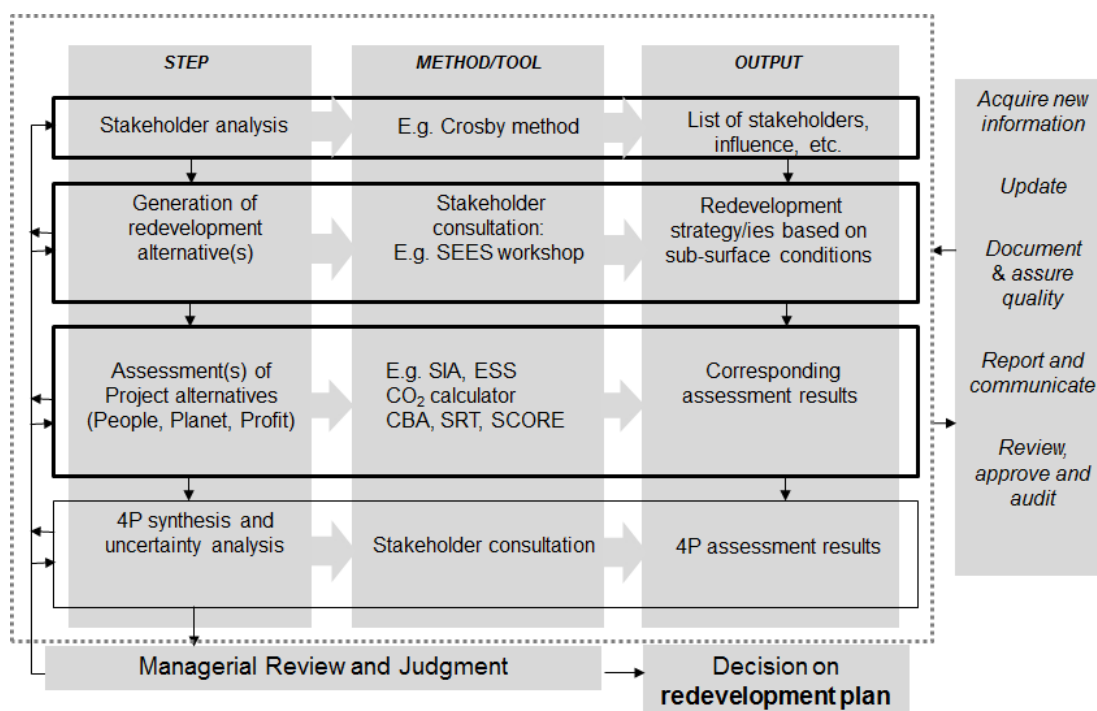 STEP
METHOD/TOOL
OUTPUT
Stakeholder analysis
E.g. Crosby method
List of stakeholders,
influence, etc.
Generation of
redevelopment
alternative(s)
Stakeholder
consultation:
E.g. SEES workshop
Redevelopment
strategy/ies based on
sub-surface conditions
Assessment(s) of
Project alternatives
(People, Planet, Profit)
E.g. SIA, ESS
CO₂ calculator
CBA, SRT, SCORE
Corresponding
assessment results
4P synthesis and
uncertainty analysis
Stakeholder consultation
4P assessment results
Managerial Review and Judgment
Decision on
redevelopment plan
Acquire new
information
Update
Document
& assure
quality
Report and
communicate
Review,
approve and
audit